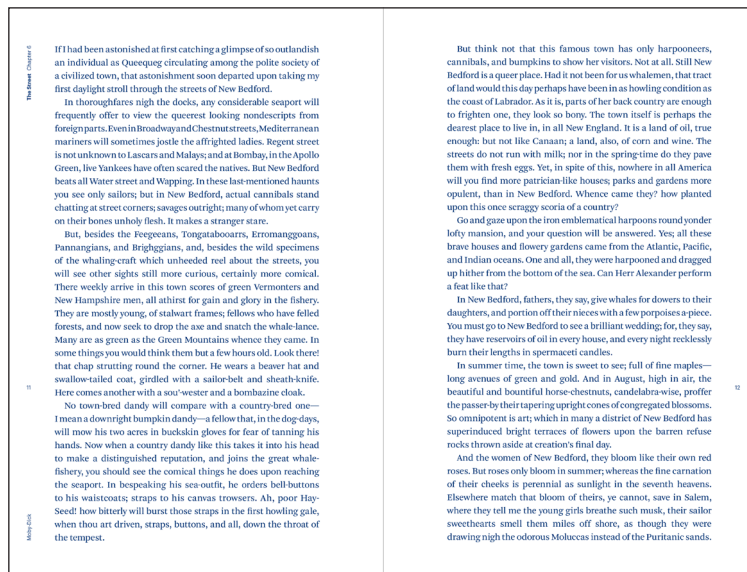 The Street Chapter 6
If I had been astonished at first catching a glimpse of so outlandish
an individual as Queequeg circulating among the polite society of
a civilized town, that astonishment soon departed upon taking my
first daylight stroll through the streets of New Bedford.
In thoroughfares nigh the docks, any considerable seaport will
frequently offer to view the queerest looking nondescripts from
foreign parts. Even in Broadway and Chestnut streets, Mediterranean
mariners will sometimes jostle the affrighted ladies. Regent street
is not unknown to Lascars and Malays; and at Bombay, in the Apollo
Green, live Yankees have often scared the natives. But New Bedford
beats all Water street and Wapping. In these last-mentioned haunts
you see only sailors; but in New Bedford, actual cannibals stand
chatting at street corners; savages outright; many of whom yet carry
on their bones unholy flesh. It makes a stranger stare.
But, besides the Feegeeans, Tongatabooarrs, Erromanggoans,
Pannangians, and Brighggians, and, besides the wild specimens
of the whaling-craft which unheeded reel about the streets, you
will see other sights still more curious, certainly more comical.
There weekly arrive in this town scores of green Vermonters and
New Hampshire men, all athirst for gain and glory in the fishery.
They are mostly young, of stalwart frames; fellows who have felled
forests, and now seek to drop the axe and snatch the whale-lance.
Many are as green as the Green Mountains whence they came. In
some things you would think them but a few hours old. Look there!
that chap strutting round the corner. He wears a beaver hat and
swallow-tailed coat, girdled with a sailor-belt and sheath-knife.
Here comes another with a sou'-wester and a bombazine cloak.
No town-bred dandy will compare with a country-bred one—
I mean a downright bumpkin dandy—a fellow that, in the dog-days,
will mow his two acres in buckskin gloves for fear of tanning his
hands. Now when a country dandy like this takes it into his head
to make a distinguished reputation, and joins the great whale-
fishery, you should see the comical things he does upon reaching
the seaport. In bespeaking his sea-outfit, he orders bell-buttons
to his waistcoats; straps to his canvas trowsers. Ah, poor Hay-
Seed! how bitterly will burst those straps in the first howling gale,
when thou art driven, straps, buttons, and all, down the throat of
the tempest.
11
Moby-Dick
But think not that this famous town has only harpooneers,
cannibals, and bumpkins to show her visitors. Not at all. Still New
Bedford is a queer place. Had it not been for us whalemen, that tract
of land would this day perhaps have been in as howling condition as
the coast of Labrador. As it is, parts of her back country are enough
to frighten one, they look so bony. The town itself is perhaps the
dearest place to live in, in all New England. It is a land of oil, true
enough: but not like Canaan; a land, also, of corn and wine. The
streets do not run with milk; nor in the spring-time do they pave
them with fresh eggs. Yet, in spite of this, nowhere in all America
will you find more patrician-like houses; parks and gardens more
opulent, than in New Bedford. Whence came they? how planted
upon this once scraggy scoria of a country?
Go and gaze upon the iron emblematical harpoons round yonder
lofty mansion, and your question will be answered. Yes; all these
brave houses and flowery gardens came from the Atlantic, Pacific,
and Indian oceans. One and all, they were harpooned and dragged
up hither from the bottom of the sea. Can Herr Alexander perform
a feat like that?
In New Bedford, fathers, they say, give whales for dowers to their
daughters, and portion off their nieces with a few porpoises a-piece.
You must go to New Bedford to see a brilliant wedding; for, they say,
they have reservoirs of oil in every house, and every night recklessly
burn their lengths in spermaceti candles.
In summer time, the town is sweet to see; full of fine maples—
long avenues of green and gold. And in August, high in air, the
beautiful and bountiful horse-chestnuts, candelabra-wise, proffer
the passer-by their tapering upright cones of congregated blossoms.
So omnipotent is art; which in many a district of New Bedford has
superinduced bright terraces of flowers upon the barren refuse
rocks thrown aside at creation's final day.
And the women of New Bedford, they bloom like their own red
roses. But roses only bloom in summer; whereas the fine carnation
of their cheeks is perennial as sunlight in the seventh heavens.
Elsewhere match that bloom of theirs, ye cannot, save in Salem,
where they tell me the young girls breathe such musk, their sailor
sweethearts smell them miles off shore, as though they were
drawing nigh the odorous Moluccas instead of the Puritanic sands.
12